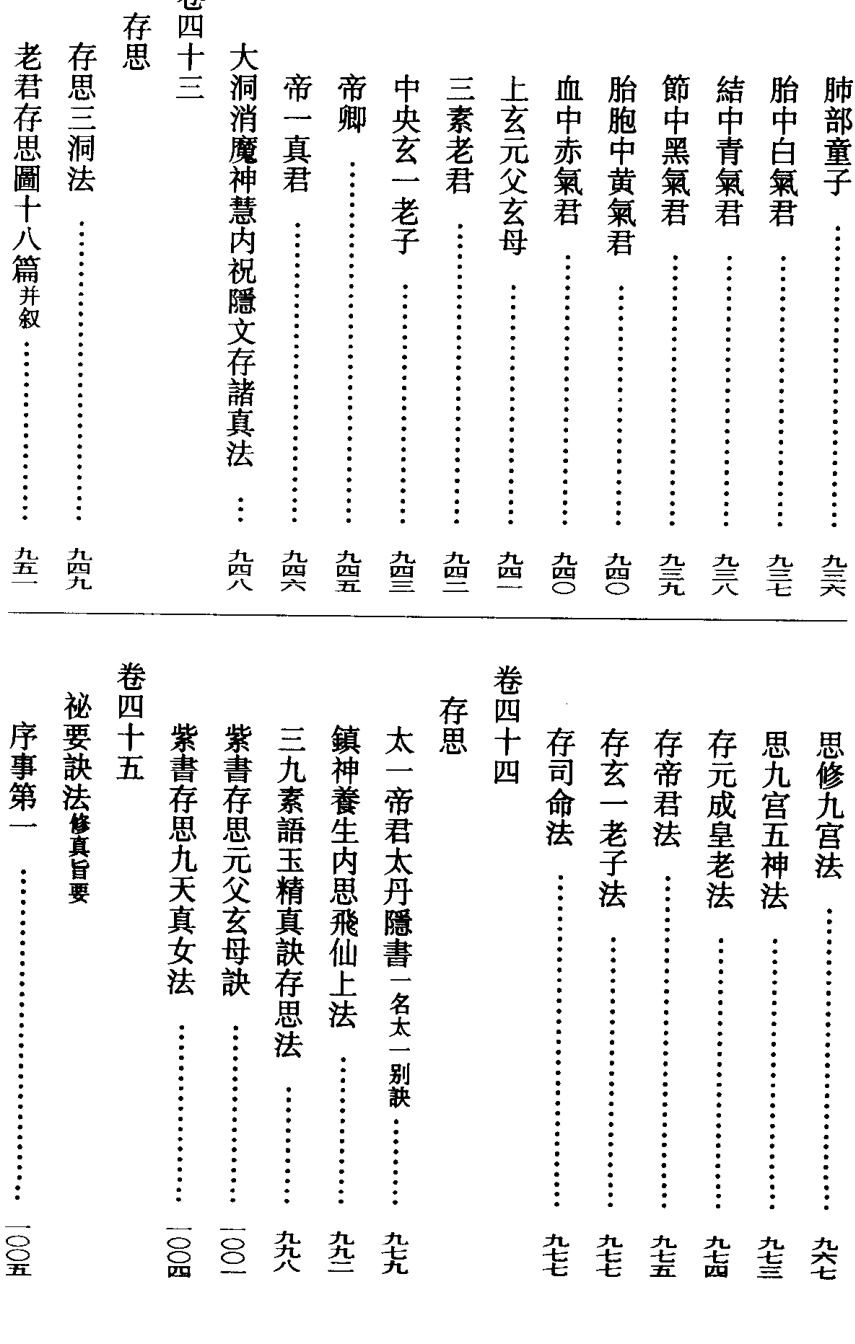 肺部童子……九三六
胎中白氣君……九三七
結中青氣君……九三八
節中黑氣君……九三九
胎胞中黄氣君……九四〇
血中赤氣君……九四〇
上玄元父玄母……九四一
三素老君……九四二
中央玄一老子……九四三
帝卿……九四五
帝一真君……九四六
大洞消魔神慧内祝隱文存諸真法…九四八
卷四十三
存思
存思三洞法……九四九
老君存思圖十八篇并叙……九五一
思修九宫法……九六七
思九宫五神法……九七三
存元成皇老法……九七四
存帝君法……九七五
存玄一老子法……九七七
存司命法……九七七
卷四十四
存思
太一帝君太丹隱書一名太一别訣……九七九
鎮神養生内思飛仙上法……九九二
三九素語玉精真訣存思法……九九八
紫書存思元父玄母訣……一〇〇一
紫書存思九天真女法……一〇〇四
卷四十五
祕要訣法修真旨要
序事第一……一〇〇五